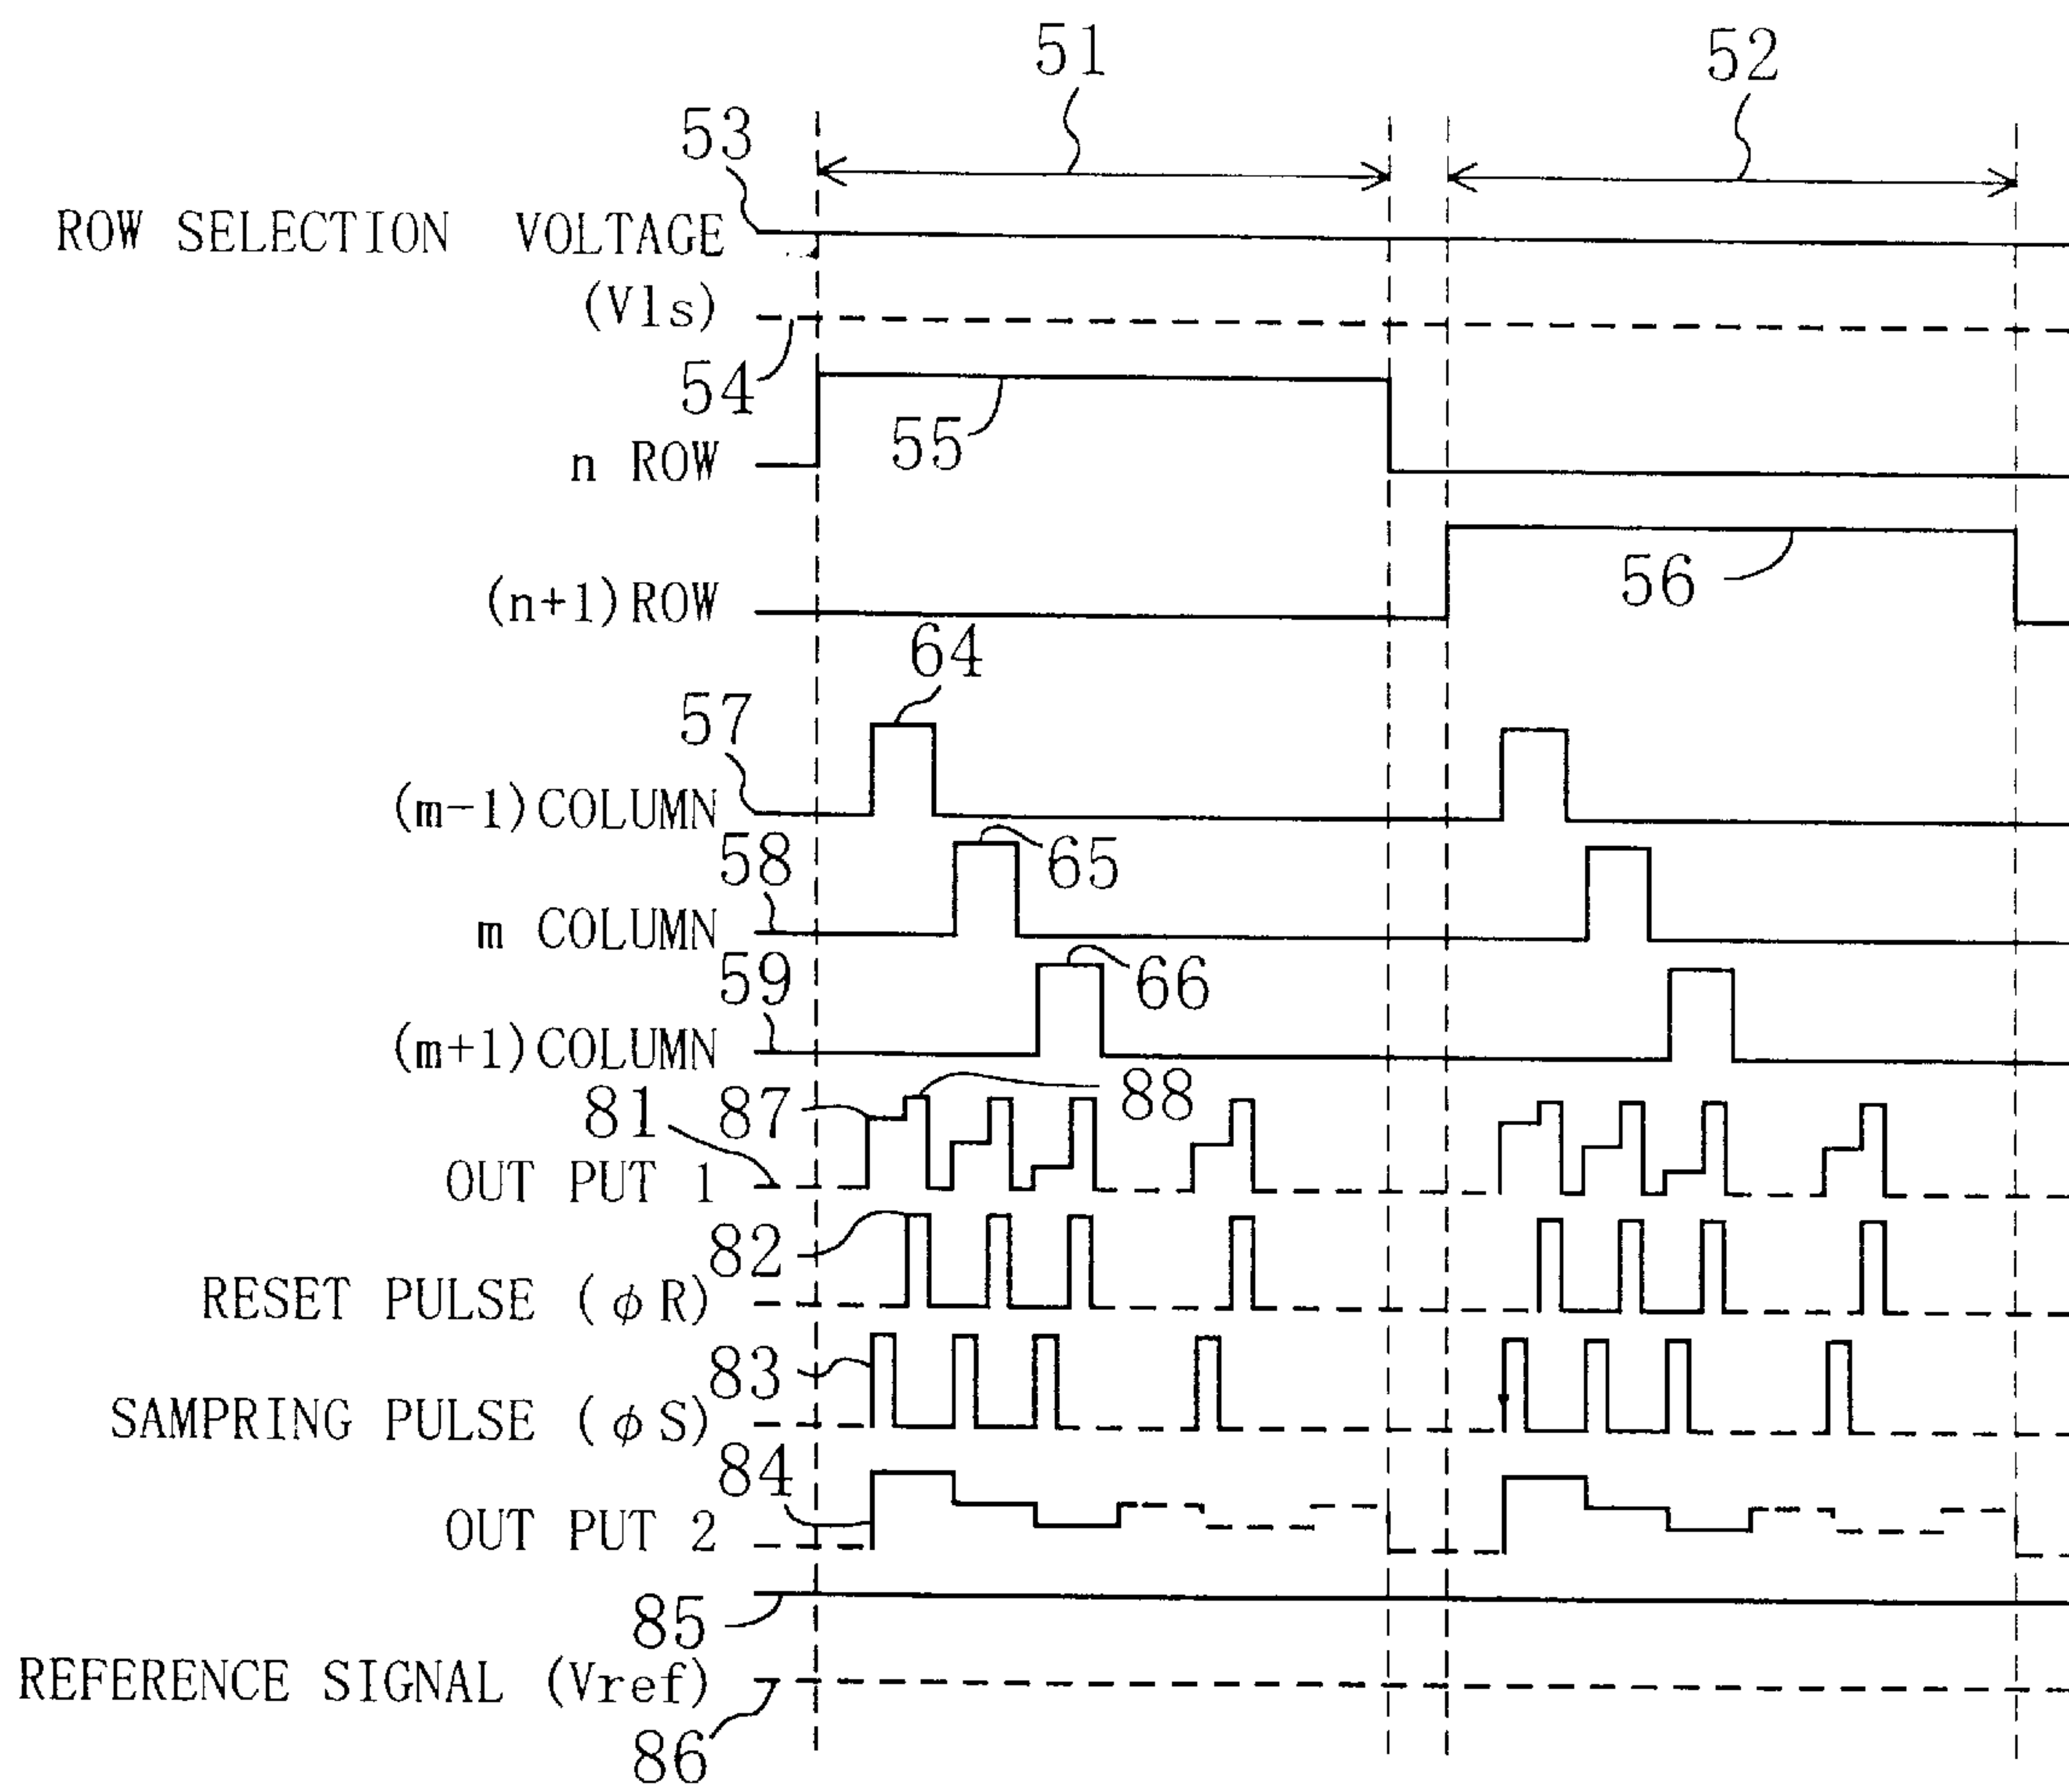 51
52
53
ROW SELECTION VOLTAGE
(Vls)
54
55
n ROW
56
(n+1)ROW
64
57
(m-1)COLUMN
65
58
m COLUMN
66
59
(m+1)COLUMN
81
87
88
OUT PUT 1
82
RESET PULSE (φR)
83
SAMPRING PULSE (φS)
84
OUT PUT 2
85
REFERENCE SIGNAL (Vref)
86